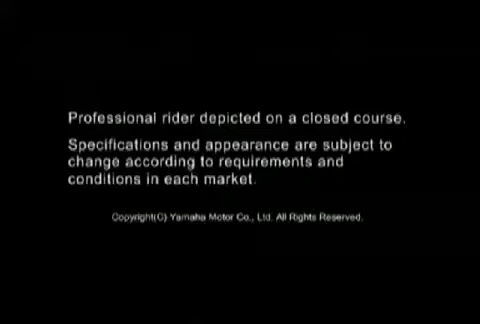 Professional rider depicted on a closed course.
Specifications and appearance are subject to
change according to requirements and
conditions in each market.
Copyright(C) Yamaha Motor Co., Ltd. All Rights Reserved.